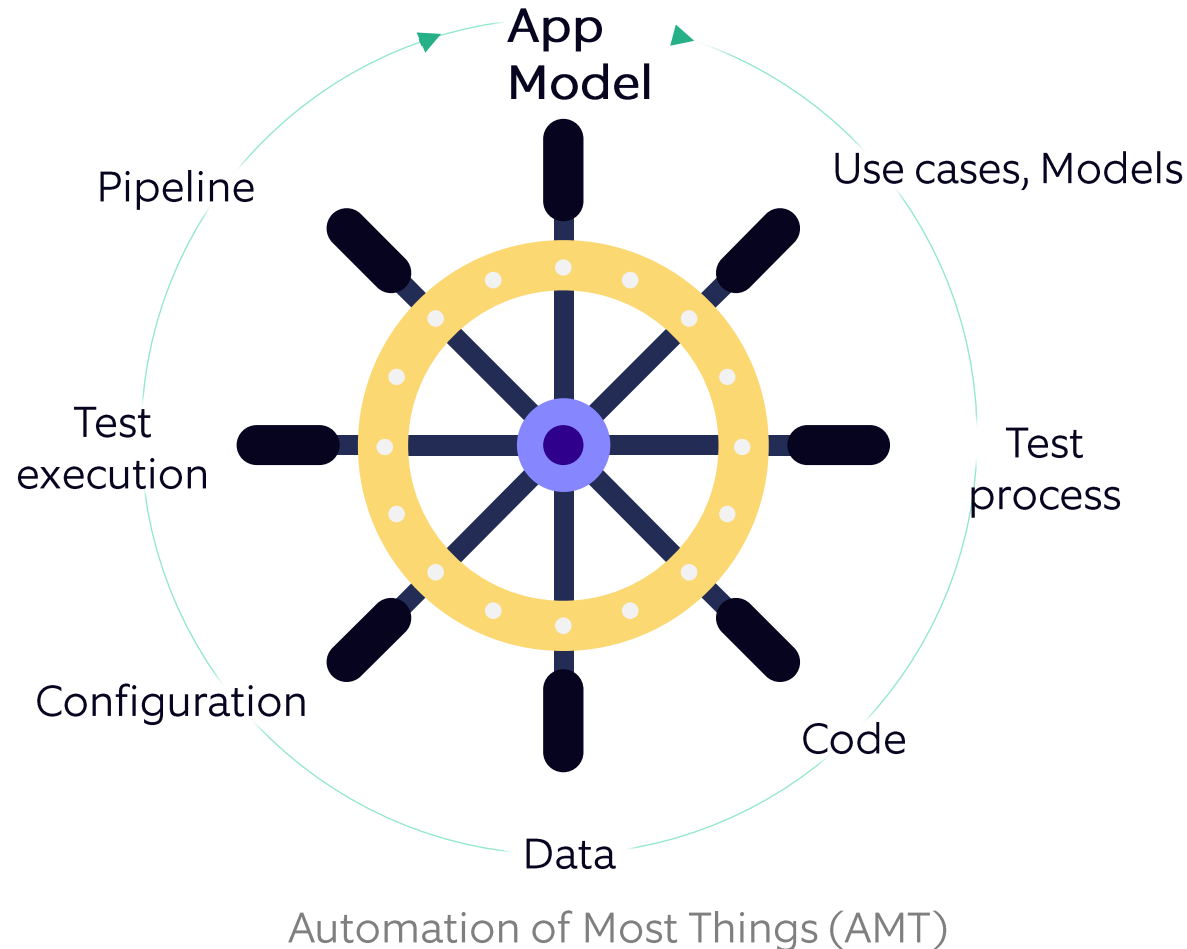 App
Model
Use cases, Models
Pipeline
Test
execution
Test
process
Configuration
Code
Data
Automation of Most Things (AMT)